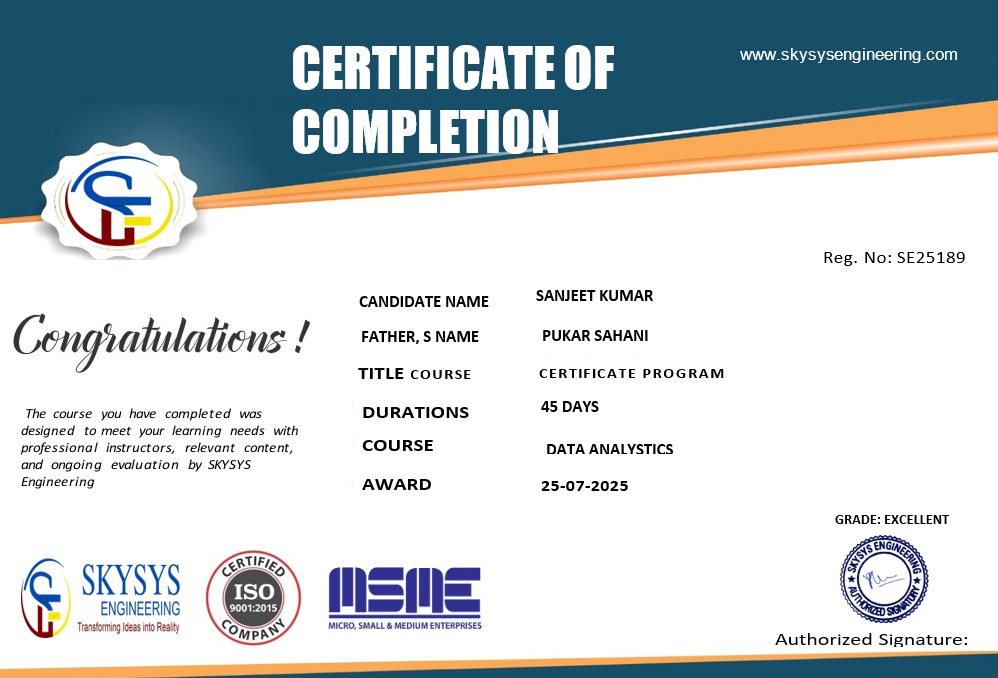 CERTIFICATE OF
COMPLETION
www.skysysengineering.com
Reg. No: SE25189
Congratulations !
The course you have completed was
designed to meet your learning needs with
professional instructors, relevant content,
and ongoing evaluation by SKYSYS
Engineering
CANDIDATE NAME SANJEET KUMAR
FATHER, S NAME PUKAR SAHANI
TITLE COURSE CERTIFICATE PROGRAM
DURATIONS 45 DAYS
COURSE DATA ANALYSTICS
AWARD 25-07-2025
GRADE: EXCELLENT
SKYSYS
ENGINEERING
Transforming Ideas into Reality
CERTIFIED
ISO
9001:2015
COMPANY
MSME
MICRO, SMALL & MEDIUM ENTERPRISES
SKYSYS ENGINEERING
AUTHORIZED SIGNATORY
Authorized Signature: